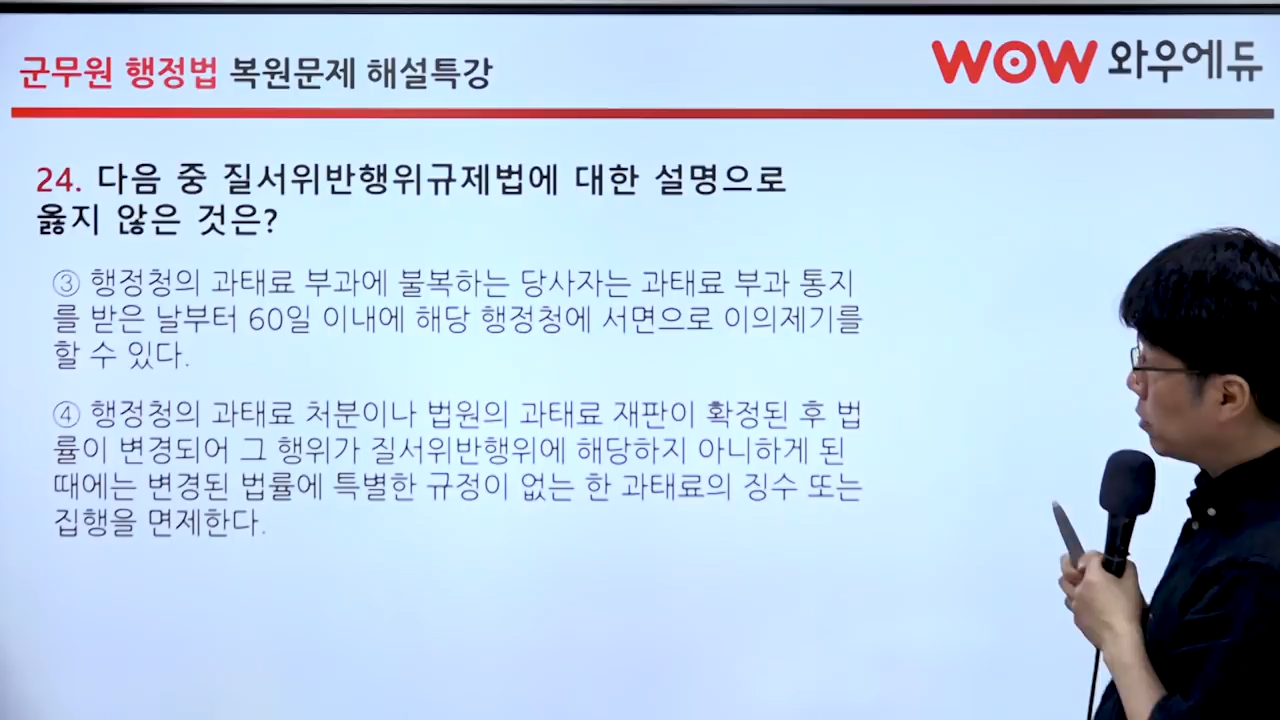 군무원 행정법 복원문제 해설특강
WOW 와우에듀
24. 다음 중 질서위반행위규제법에 대한 설명으로
옳지 않은 것은?
③ 행정청의 과태료 부과에 불복하는 당사자는 과태료 부과 통지
를 받은 날부터 60일 이내에 해당 행정청에 서면으로 이의제기를
할 수 있다.
④ 행정청의 과태료 처분이나 법원의 과태료 재판이 확정된 후 법
률이 변경되어 그 행위가 질서위반행위에 해당하지 아니하게 된
때에는 변경된 법률에 특별한 규정이 없는 한 과태료의 징수 또는
집행을 면제한다.